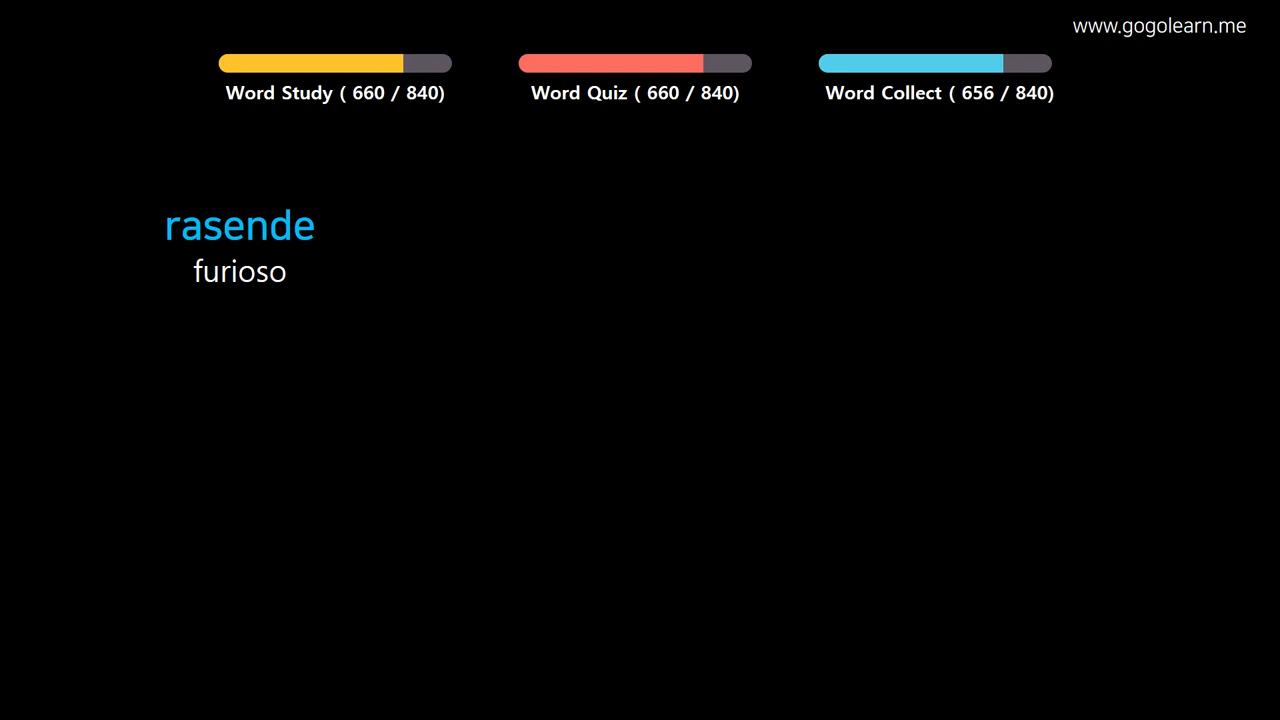 www.gogolearn.me
Word Study ( 660 / 840)
Word Quiz ( 660 / 840)
Word Collect ( 656 / 840)
rasende
furioso